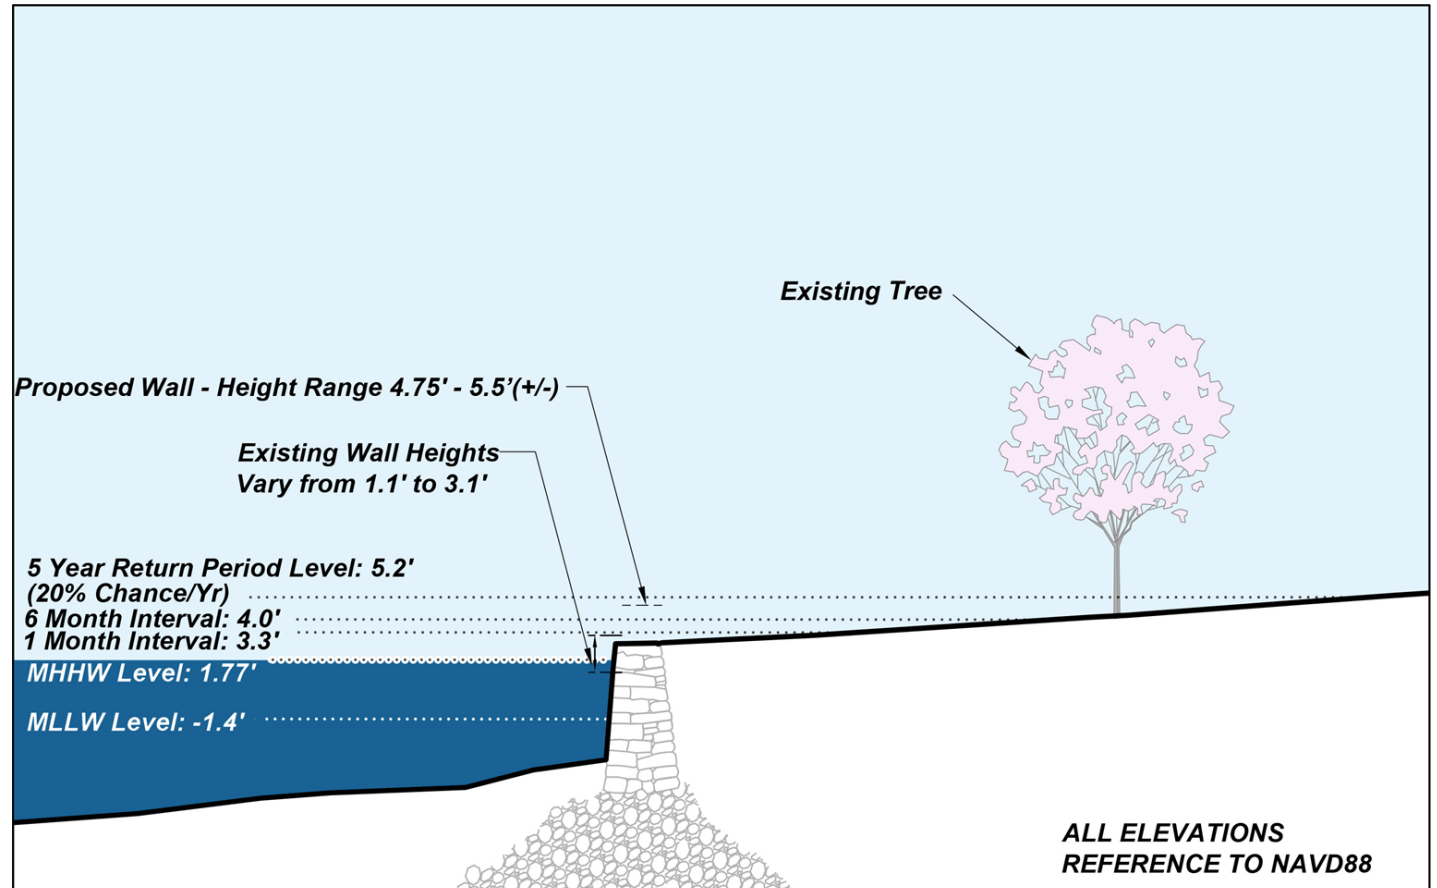 Existing Tree
Proposed Wall - Height Range 4.75' - 5.5’(+/-)
Existing Wall Heights
Vary from 1.1' to 3.1'
5 Year Return Period Level: 5.2'
(20% Chance/Yr)
6 Month Interval: 4.0'
1 Month Interval: 3.3'
MHHW Level: 1.77'
MLLW Level: -1.4'
ALL ELEVATIONS
REFERENCE TO NAVD88